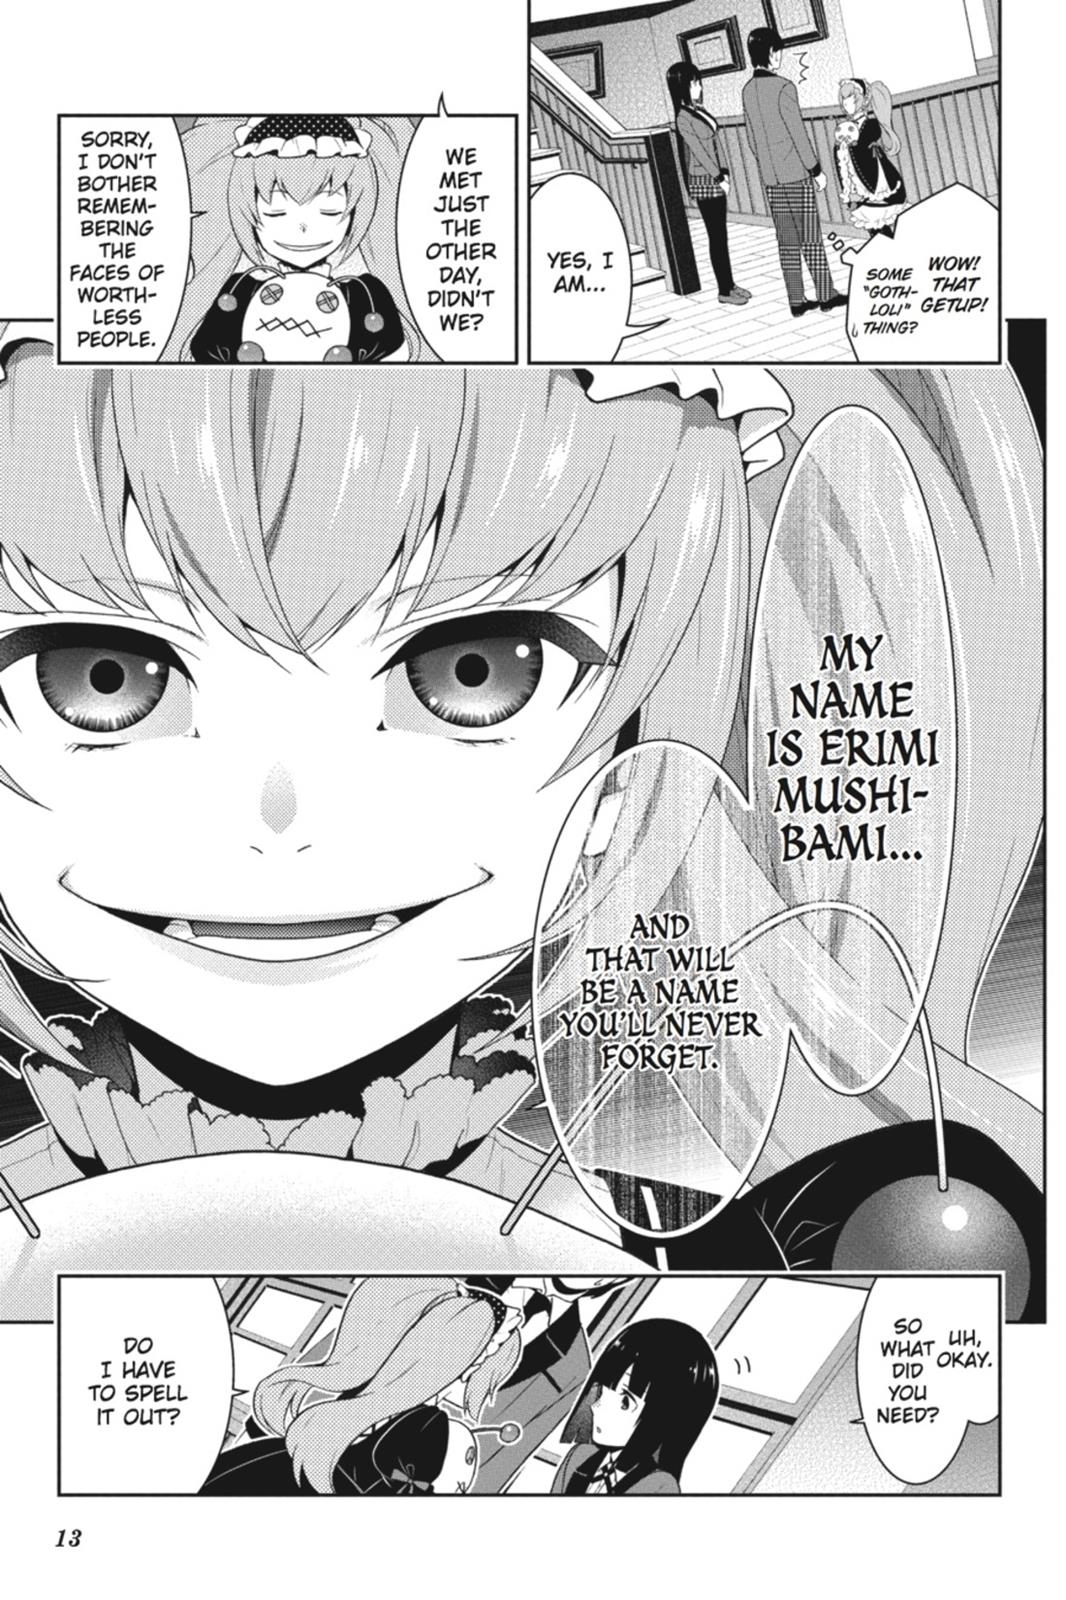 WOW!
THAT
GETUP!
SOME
"GOTH-
LOLI"
THING?
YES, I
AM...
WE
MET
JUST
THE
OTHER
DAY,
DIDN'T
WE?
SORRY,
I DON'T
BOTHER
REMEM-
BERING
THE
FACES OF
WORTH-
LESS
PEOPLE.
MY
NAME
IS ERIMI
MUSHI-
BAMI...
AND
THAT WILL
BE A NAME
YOU'LL NEVER
FORGET.
UH,
OKAY.
SO
WHAT
DID
YOU
NEED?
DO
I HAVE
TO SPELL
IT OUT?
13